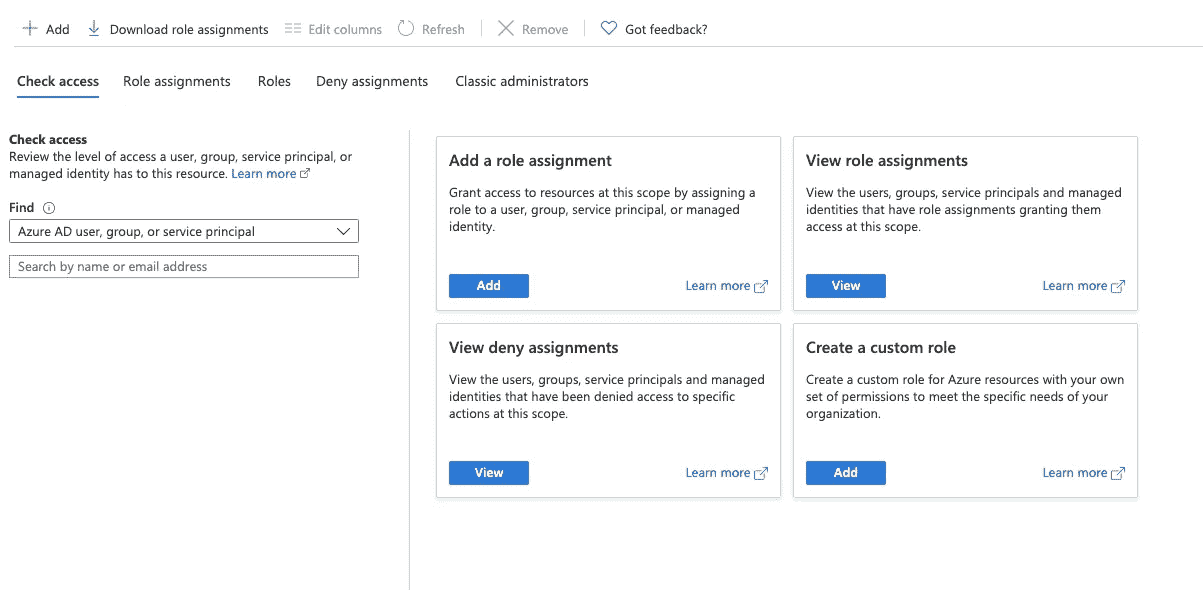 Add Download role assignments Edit columns Refresh Remove Got feedback?
Check access Role assignments Roles Deny assignments Classic administrators
Check access
Review the level of access a user, group, service principal, or
managed identity has to this resource. Learn more
Find
Azure AD user, group, or service principal
Search by name or email address
Add a role assignment
Grant access to resources at this scope by assigning a
role to a user, group, service principal, or managed
identity.
Add Learn more
View role assignments
View the users, groups, service principals and managed
identities that have role assignments granting them
access at this scope.
View Learn more
View deny assignments
View the users, groups, service principals and managed
identities that have been denied access to specific
actions at this scope.
View Learn more
Create a custom role
Create a custom role for Azure resources with your own
set of permissions to meet the specific needs of your
organization.
Add Learn more